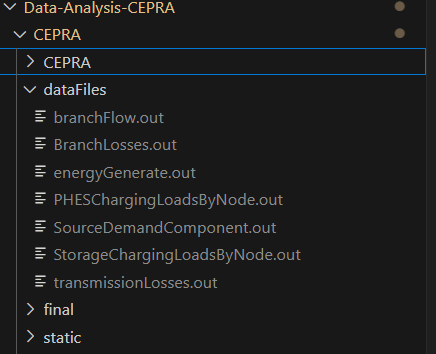 Data-Analysis-CEPRA
CEPRA
CEPRA
dataFiles
branchFlow.out
BranchLosses.out
energyGenerate.out
PHESChargingLoadsByNode.out
SourceDemandComponent.out
StorageChargingLoadsByNode.out
transmissionLosses.out
final
static